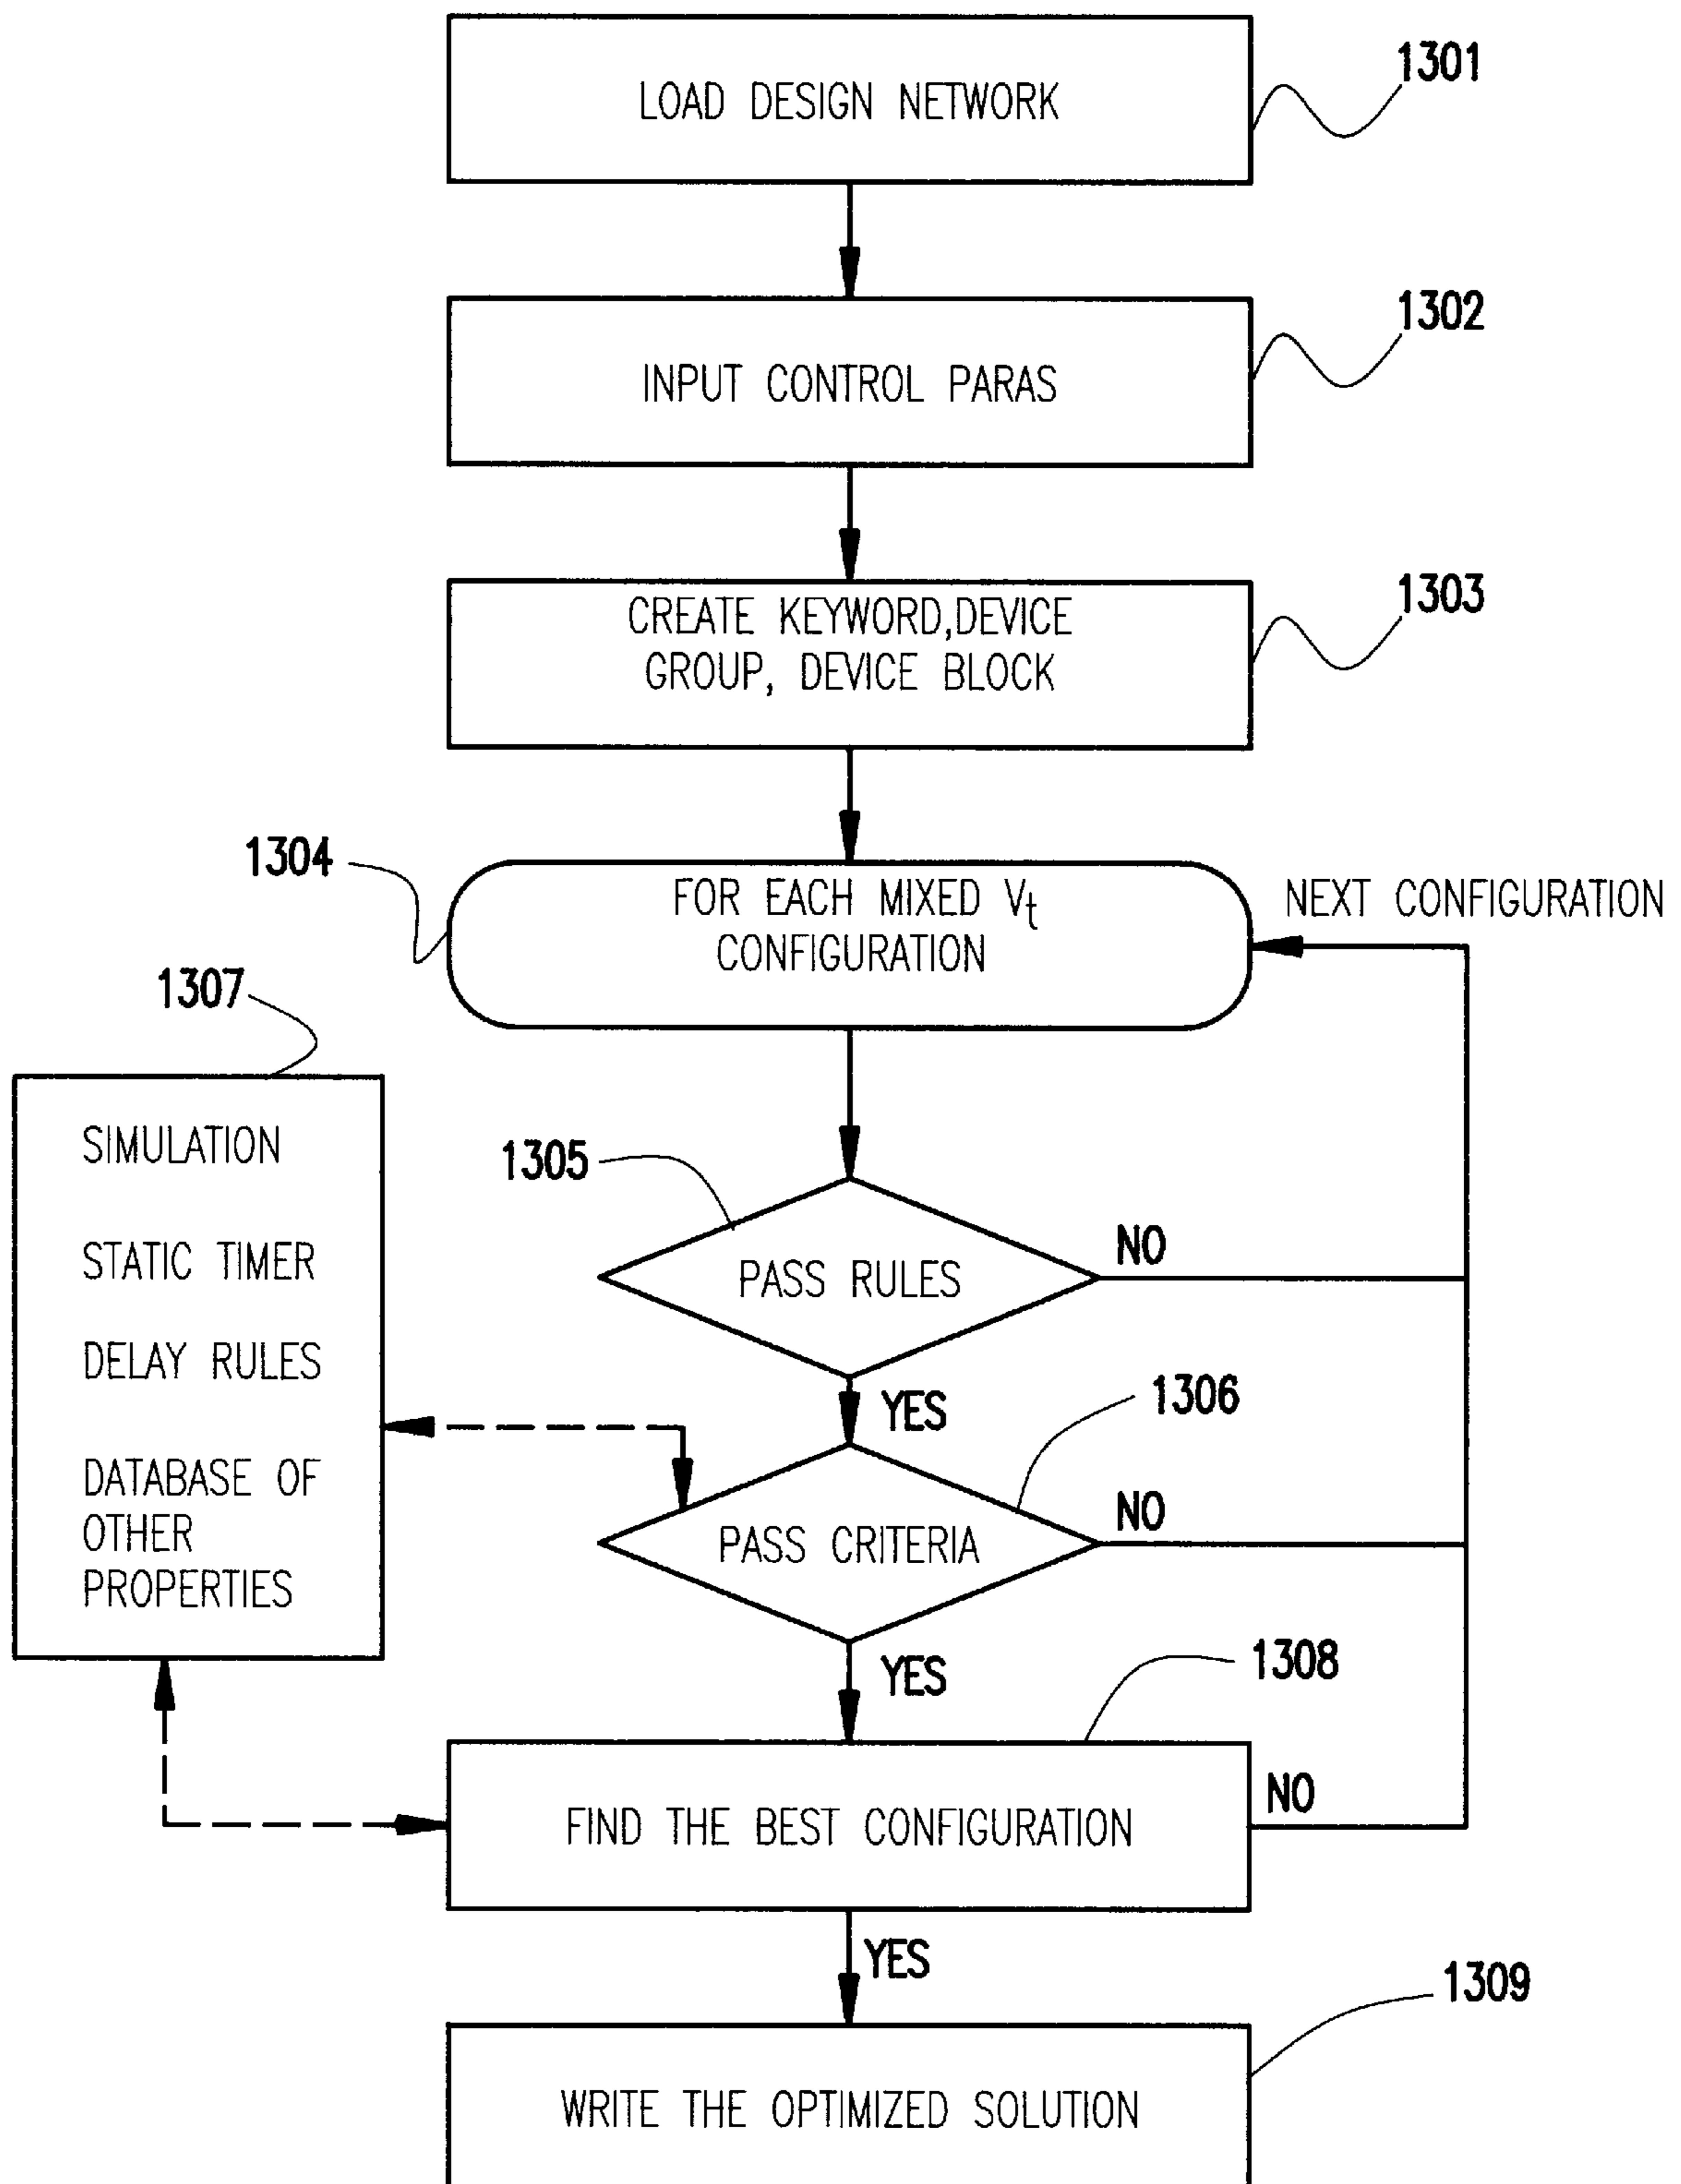 LOAD DESIGN NETWORK
1301
INPUT CONTROL PARAS
1302
CREATE KEYWORD,DEVICE
GROUP, DEVICE BLOCK
1303
1304
FOR EACH MIXED Vt
CONFIGURATION
NEXT CONFIGURATION
1307
SIMULATION
STATIC TIMER
DELAY RULES
DATABASE OF
OTHER
PROPERTIES
1305
PASS RULES
NO
YES
1306
PASS CRITERIA
NO
YES
1308
FIND THE BEST CONFIGURATION
NO
YES
1309
WRITE THE OPTIMIZED SOLUTION